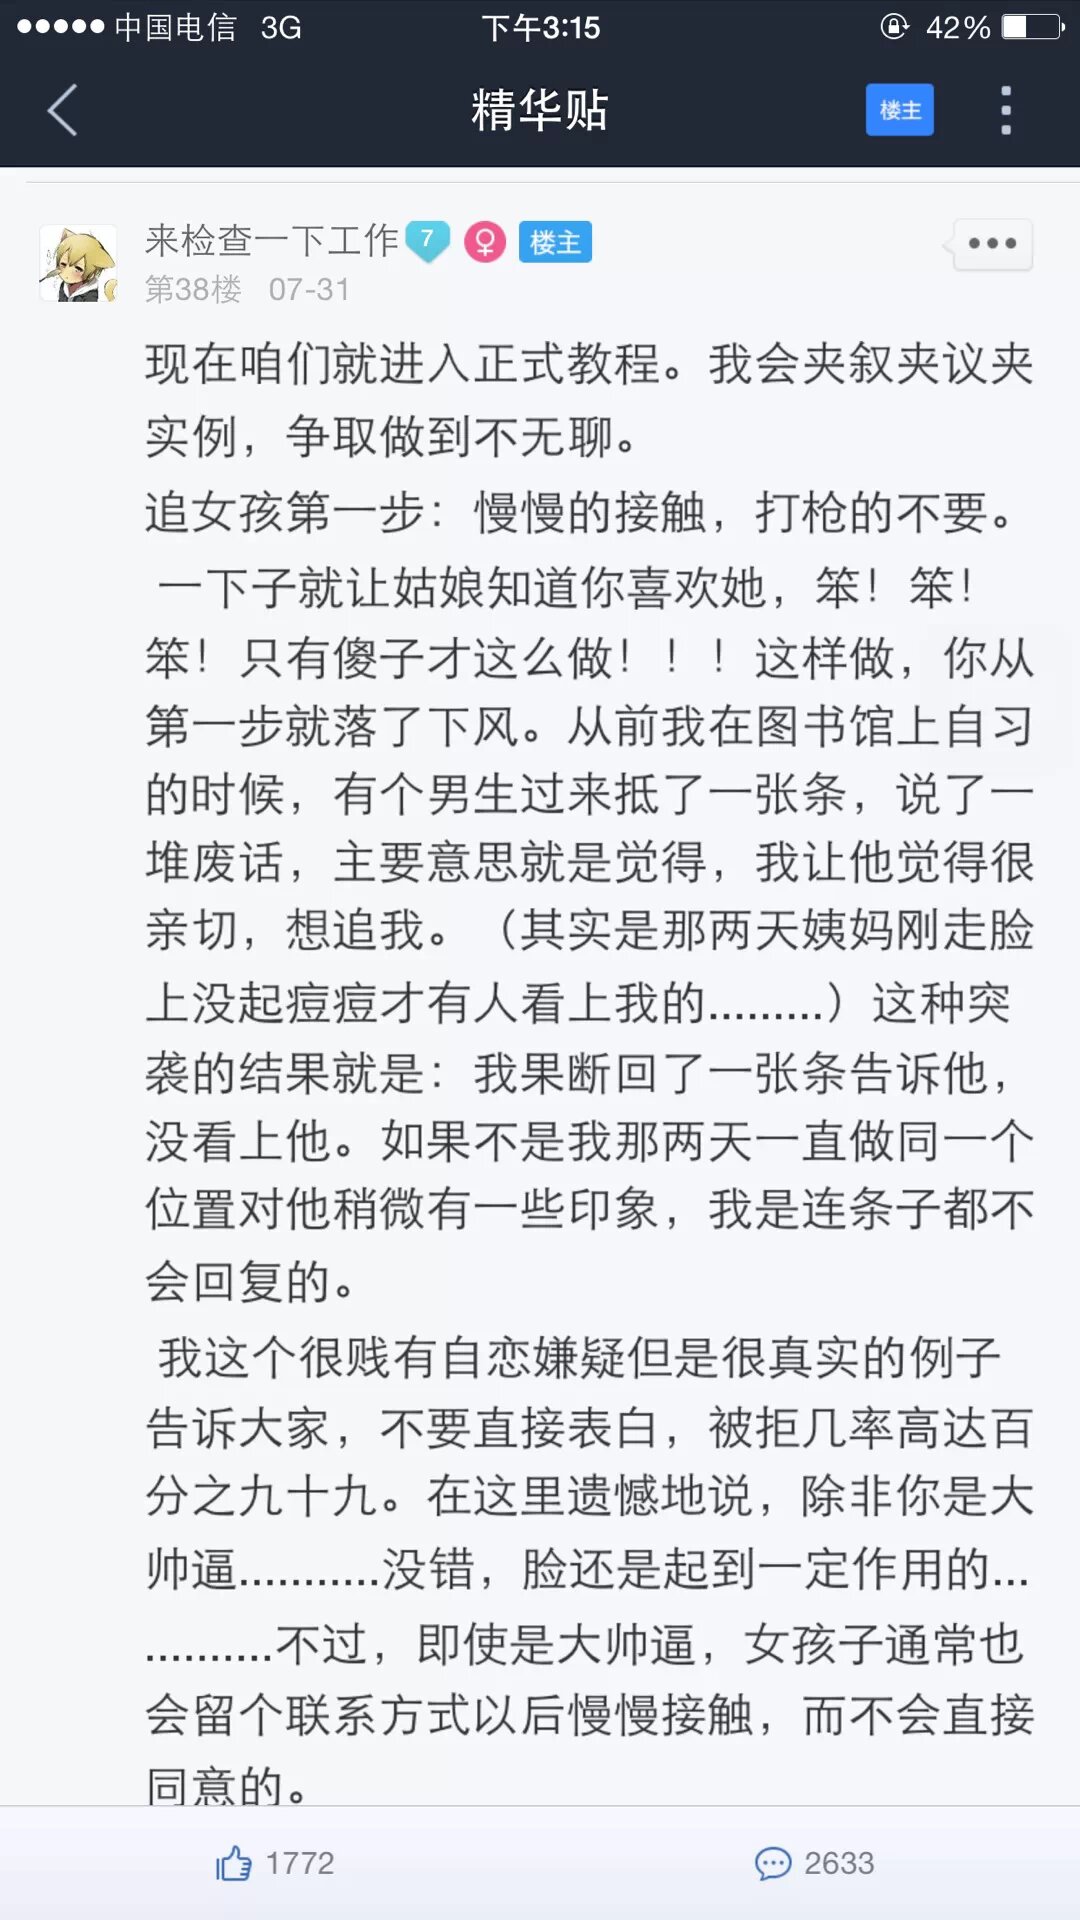 中国电信 3G 下午3:15 42%
精华贴 楼主
来检查一下工作 7 楼主
第38楼 07-31
现在咱们就进入正式教程。我会夹叙夹议夹
实例，争取做到不无聊。
追女孩第一步：慢慢的接触，打枪的不要。
一下子就让姑娘知道你喜欢她，笨！笨！
笨！只有傻子才这么做！！！这样做，你从
第一步就落了下风。从前我在图书馆上自习
的时候，有个男生过来抵了一张条，说了一
堆废话，主要意思就是觉得，我让他觉得很
亲切，想追我。（其实是那两天姨妈刚走脸
上没起痘痘才有人看上我的.........）这种突
袭的结果就是：我果断回了一张条告诉他，
没看上他。如果不是我那两天一直做同一个
位置对他稍微有一些印象，我是连条子都不
会回复的。
我这个很贱有自恋嫌疑但是很真实的例子
告诉大家，不要直接表白，被拒几率高达百
分之九十九。在这里遗憾地说，除非你是大
帅逼...........没错，脸还是起到一定作用的...
..........不过，即使是大帅逼，女孩子通常也
会留个联系方式以后慢慢接触，而不会直接
同意的。
1772 2633